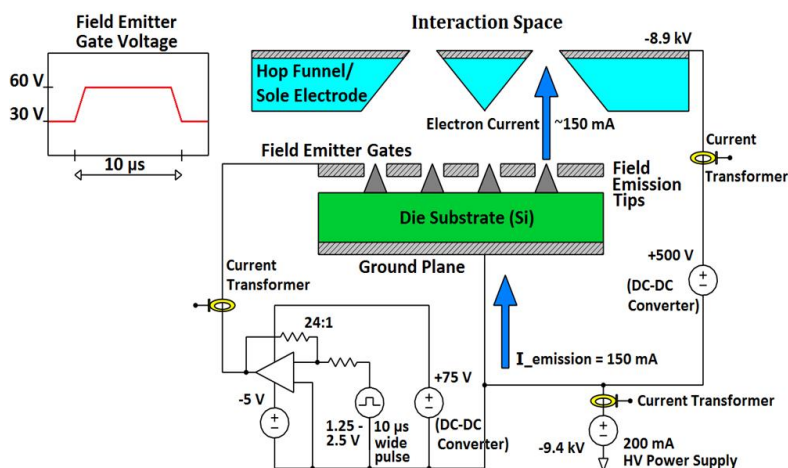 Field Emitter
Gate Voltage
60 V
30 V
10 µs
Interaction Space
-8.9 kV
Hop Funnel/
Sole Electrode
Electron Current
~150 mA
Current
Transformer
Field Emitter Gates
Field
Emission
Tips
Die Substrate (Si)
Ground Plane
+500 V
(DC-DC
Converter)
Current
Transformer
24:1
I_emission = 150 mA
+75 V
(DC-DC
Converter)
-5 V
1.25 -
2.5 V
10 µs
wide
pulse
Current Transformer
-9.4 kV
200 mA
HV Power Supply